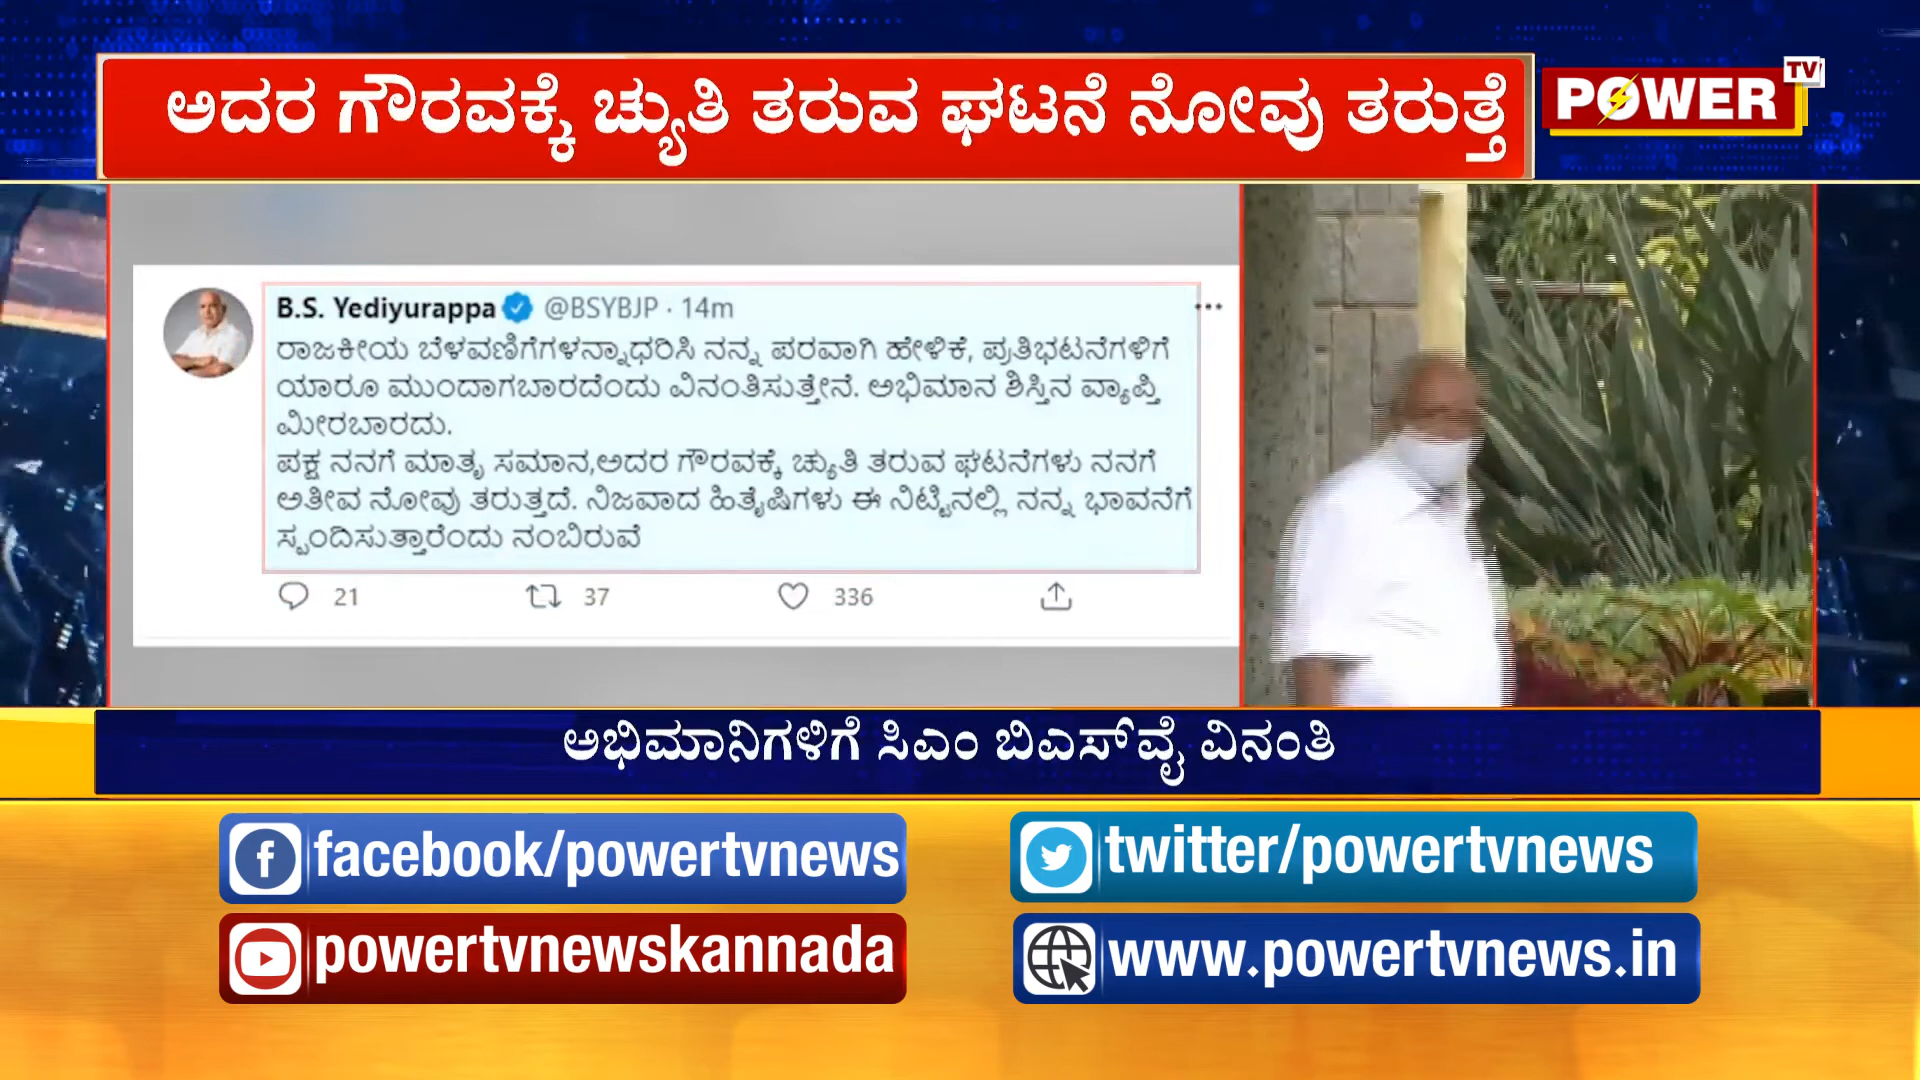 ಅದರ ಗೌರವಕ್ಕೆ ಚ್ಯುತಿ ತರುವ ಘಟನೆ ನೋವು ತರುತ್ತೆ
POWER TV
B.S. Yediyurappa @BSYBJP · 14m
ರಾಜಕೀಯ ಬೆಳವಣಿಗೆಗಳನ್ನಾಧರಿಸಿ ನನ್ನ ಪರವಾಗಿ ಹೇಳಿಕೆ, ಪ್ರತಿಭಟನೆಗಳಿಗೆ
ಯಾರೂ ಮುಂದಾಗಬಾರದೆಂದು ವಿನಂತಿಸುತ್ತೇನೆ. ಅಭಿಮಾನ ಶಿಸ್ತಿನ ವ್ಯಾಪ್ತಿ
ಮೀರಬಾರದು.
ಪಕ್ಷ ನನಗೆ ಮಾತೃ ಸಮಾನ,ಅದರ ಗೌರವಕ್ಕೆ ಚ್ಯುತಿ ತರುವ ಘಟನೆಗಳು ನನಗೆ
ಅತೀವ ನೋವು ತರುತ್ತದೆ. ನಿಜವಾದ ಹಿತೈಷಿಗಳು ಈ ನಿಟ್ಟಿನಲ್ಲಿ ನನ್ನ ಭಾವನೆಗೆ
ಸ್ಪಂದಿಸುತ್ತಾರೆಂದು ನಂಬಿರುವೆ
21 37 336
ಅಭಿಮಾನಿಗಳಿಗೆ ಸಿಎಂ ಬಿಎಸ್‌ವೈ ವಿನಂತಿ
facebook/powertvnews
twitter/powertvnews
powertvnewskannada
www.powertvnews.in